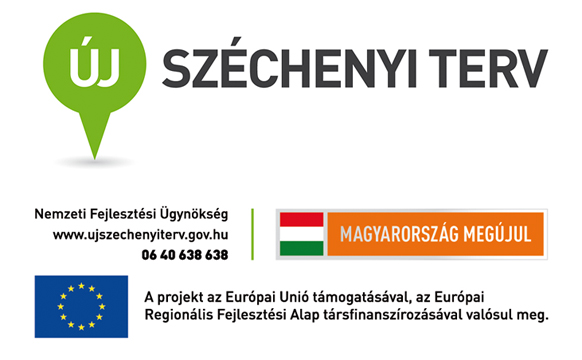 ÚJ SZÉCHENYI TERV
Nemzeti Fejlesztési Ügynökség
www.ujszechenyiterv.gov.hu
06 40 638 638
MAGYARORSZÁG MEGÚJUL
A projekt az Európai Unió támogatásával, az Európai
Regionális Fejlesztési Alap társfinanszírozásával valósul meg.